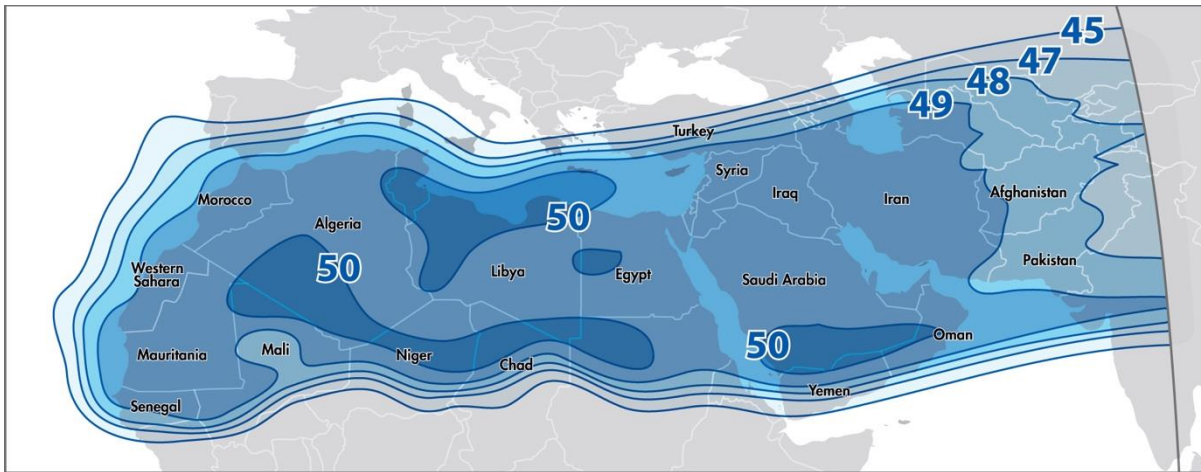 45
47
48
49
Turkey
Syria
Morocco
Iraq
Iran
Afghanistan
Algeria
50
Western
Sahara
50
Libya
Egypt
Saudi Arabia
Pakistan
Mauritania
Mali
Niger
Chad
50
Oman
Yemen
Senegal